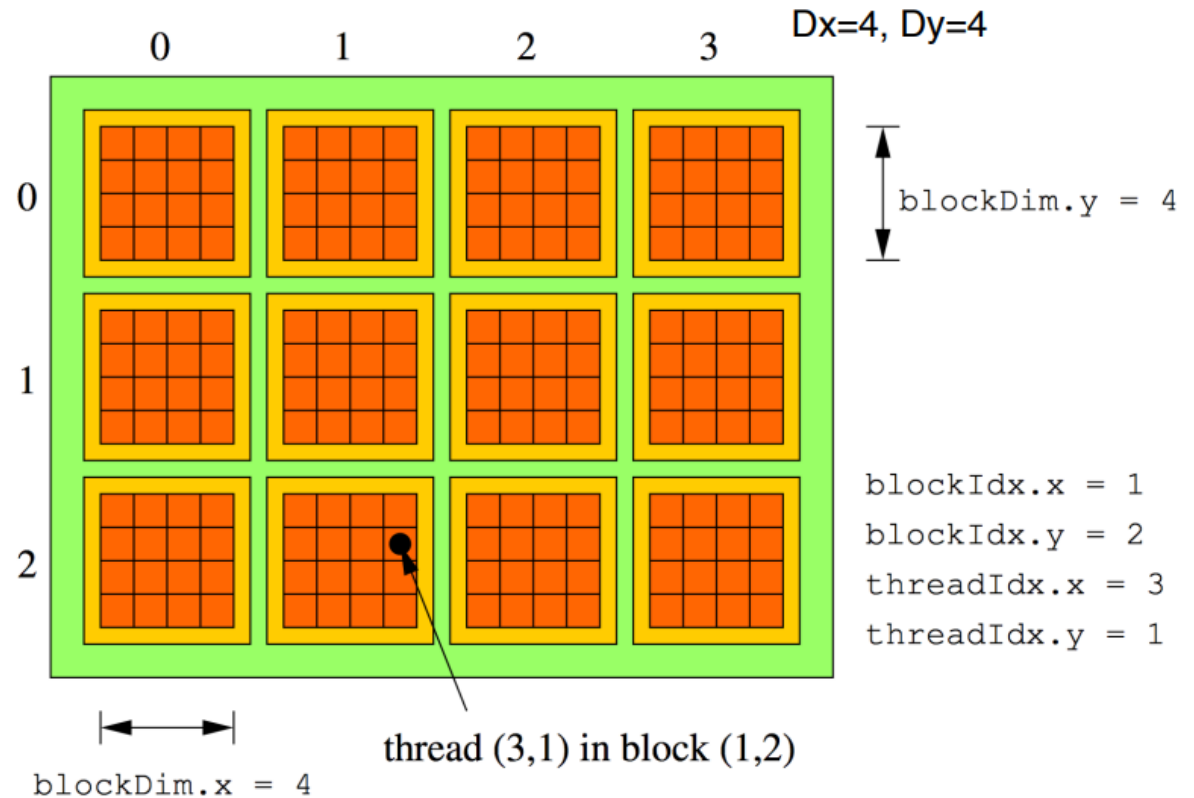 Dx=4, Dy=4
0 1 2 3
0
blockDim.y = 4
1
blockIdx.x = 1
blockIdx.y = 2
2
threadIdx.x = 3
threadIdx.y = 1
thread (3,1) in block (1,2)
blockDim.x = 4